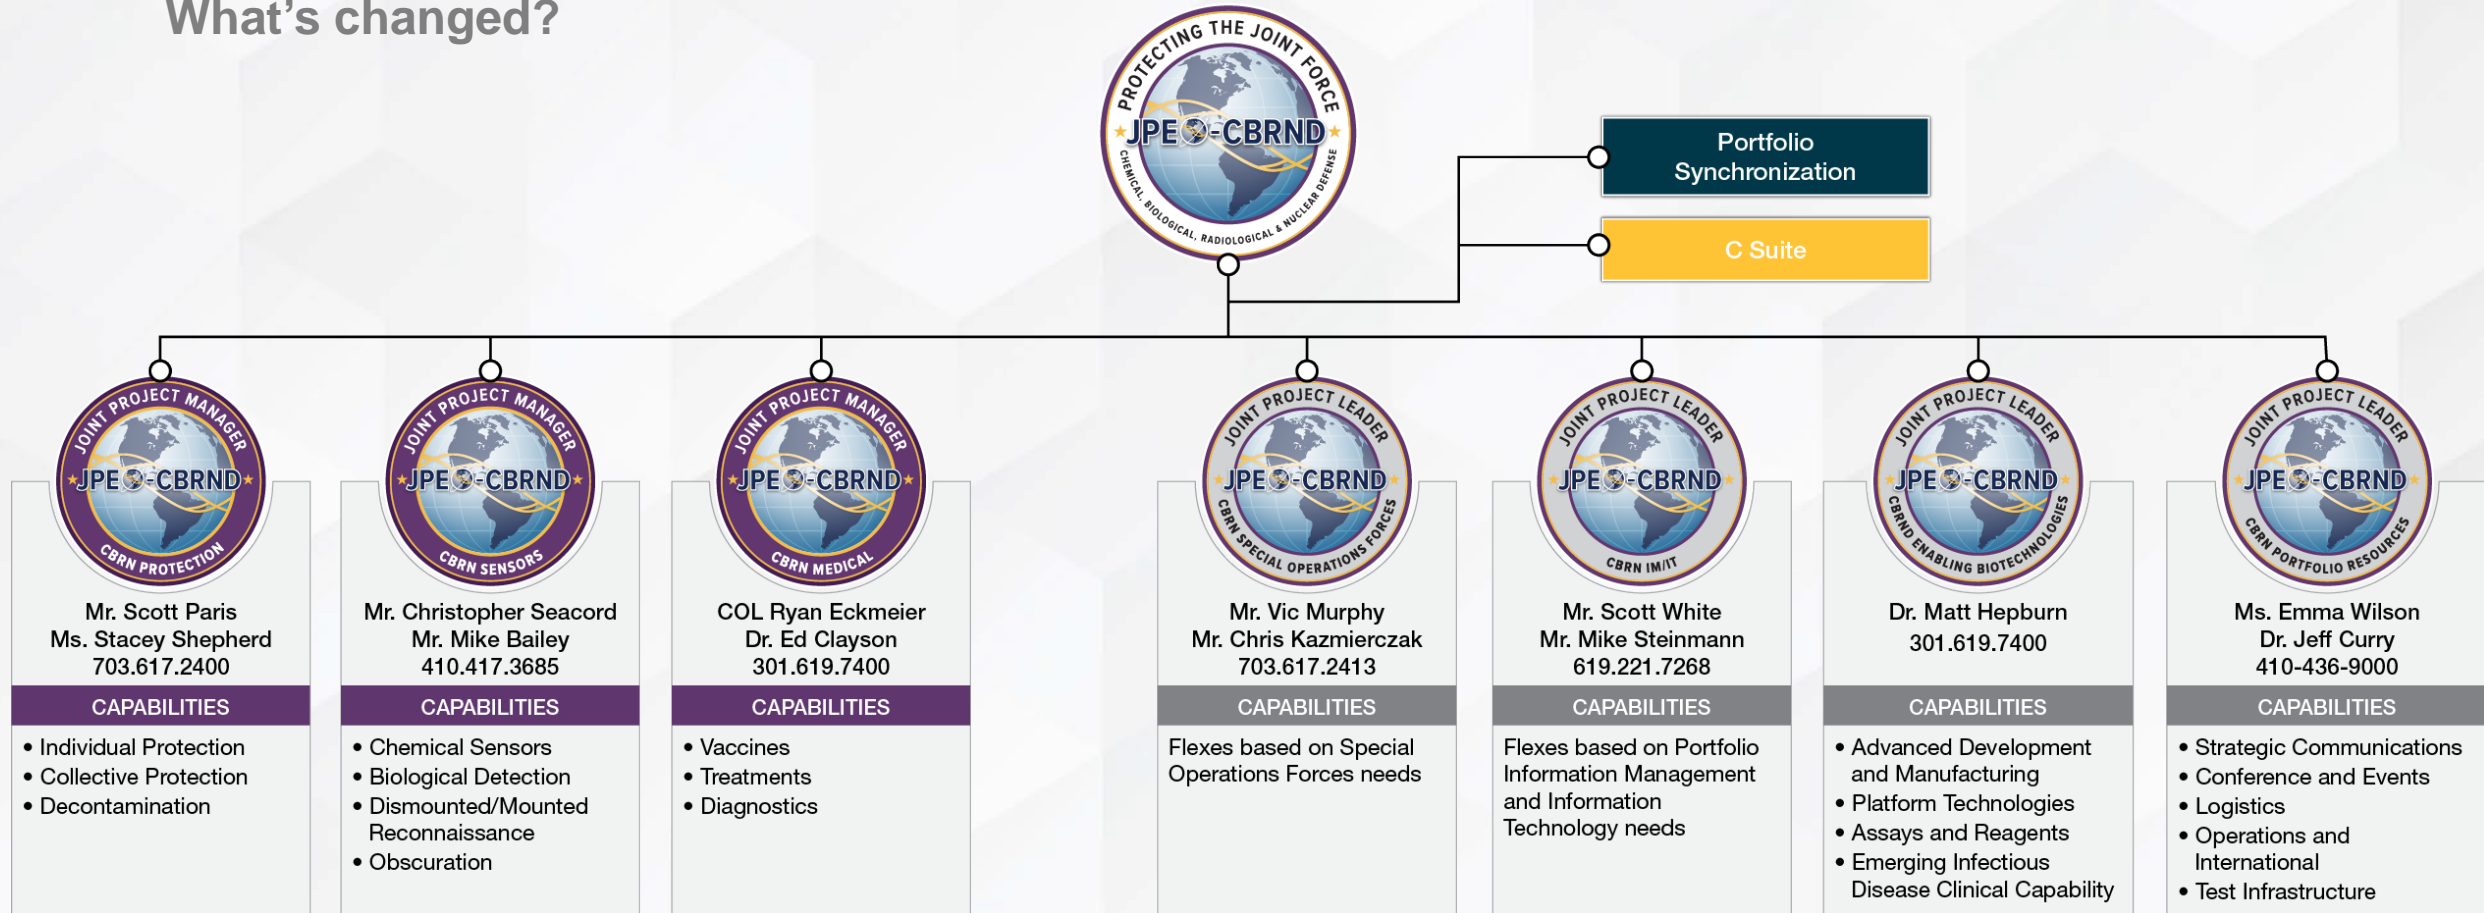 What's changed?
PROTECTING THE JOINT FORCE
JPEO-CBRND
CHEMICAL, BIOLOGICAL, RADIOLOGICAL & NUCLEAR DEFENSE
Portfolio
Synchronization
C Suite
JOINT PROJECT MANAGER
JPEO-CBRND
CBRN PROTECTION
Mr. Scott Paris
Ms. Stacey Shepherd
703.617.2400
CAPABILITIES
• Individual Protection
• Collective Protection
• Decontamination
JOINT PROJECT MANAGER
JPEO-CBRND
CBRN SENSORS
Mr. Christopher Seacord
Mr. Mike Bailey
410.417.3685
CAPABILITIES
• Chemical Sensors
• Biological Detection
• Dismounted/Mounted
Reconnaissance
• Obscuration
JOINT PROJECT MANAGER
JPEO-CBRND
CBRN MEDICAL
COL Ryan Eckmeier
Dr. Ed Clayson
301.619.7400
CAPABILITIES
• Vaccines
• Treatments
• Diagnostics
JOINT PROJECT LEADER
JPEO-CBRND
CBRN SPECIAL OPERATIONS FORCES
Mr. Vic Murphy
Mr. Chris Kazmierczak
703.617.2413
CAPABILITIES
Flexes based on Special
Operations Forces needs
JOINT PROJECT LEADER
JPEO-CBRND
CBRN IM/IT
Mr. Scott White
Mr. Mike Steinmann
619.221.7268
CAPABILITIES
Flexes based on Portfolio
Information Management
and Information
Technology needs
JOINT PROJECT LEADER
JPEO-CBRND
CBRND ENABLING BIOTECHNOLOGIES
Dr. Matt Hepburn
301.619.7400
CAPABILITIES
• Advanced Development
and Manufacturing
• Platform Technologies
• Assays and Reagents
• Emerging Infectious
Disease Clinical Capability
JOINT PROJECT LEADER
JPEO-CBRND
CBRN PORTFOLIO RESOURCES
Ms. Emma Wilson
Dr. Jeff Curry
410-436-9000
CAPABILITIES
• Strategic Communications
• Conference and Events
• Logistics
• Operations and
International
• Test Infrastructure